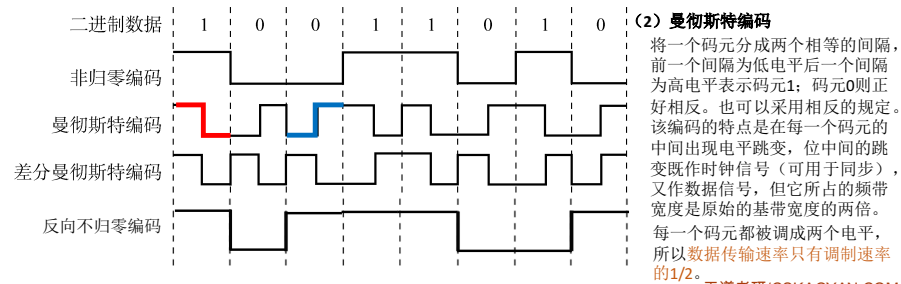 二进制数据 1 0 0 1 1 0 1 0
非归零编码
曼彻斯特编码
差分曼彻斯特编码
反向不归零编码
（2）曼彻斯特编码
将一个码元分成两个相等的间隔，
前一个间隔为低电平后一个间隔
为高电平表示码元1；码元0则正
好相反。也可以采用相反的规定。
该编码的特点是在每一个码元的
中间出现电平跳变，位中间的跳
变既作时钟信号（可用于同步），
又作数据信号，但它所占的频带
宽度是原始的基带宽度的两倍。
每一个码元都被调成两个电平，
所以数据传输速率只有调制速率
的1/2。